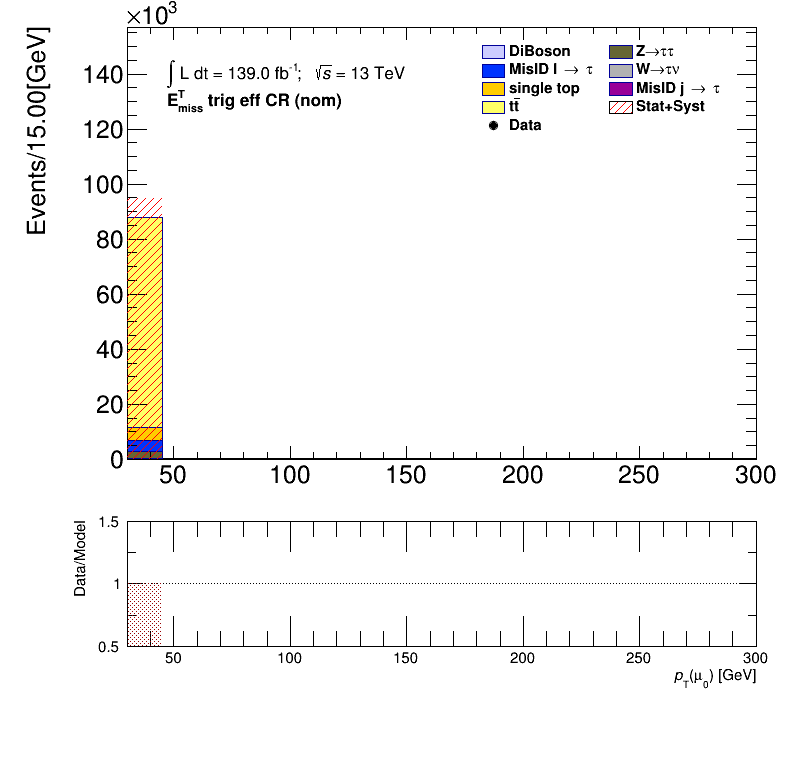 ×10³
Events/15.00[GeV]
140
120
100
80
60
40
20
0
∫ L dt = 139.0 fb⁻¹; √s = 13 TeV
E^T_miss trig eff CR (nom)
DiBoson
MisID l → τ
single top
tt̄
Data
Z→ττ
W→τν
MisID j → τ
Stat+Syst
50 100 150 200 250 300
Data/Model
1.5
1
0.5
50 100 150 200 250 300
p_T(μ_0) [GeV]